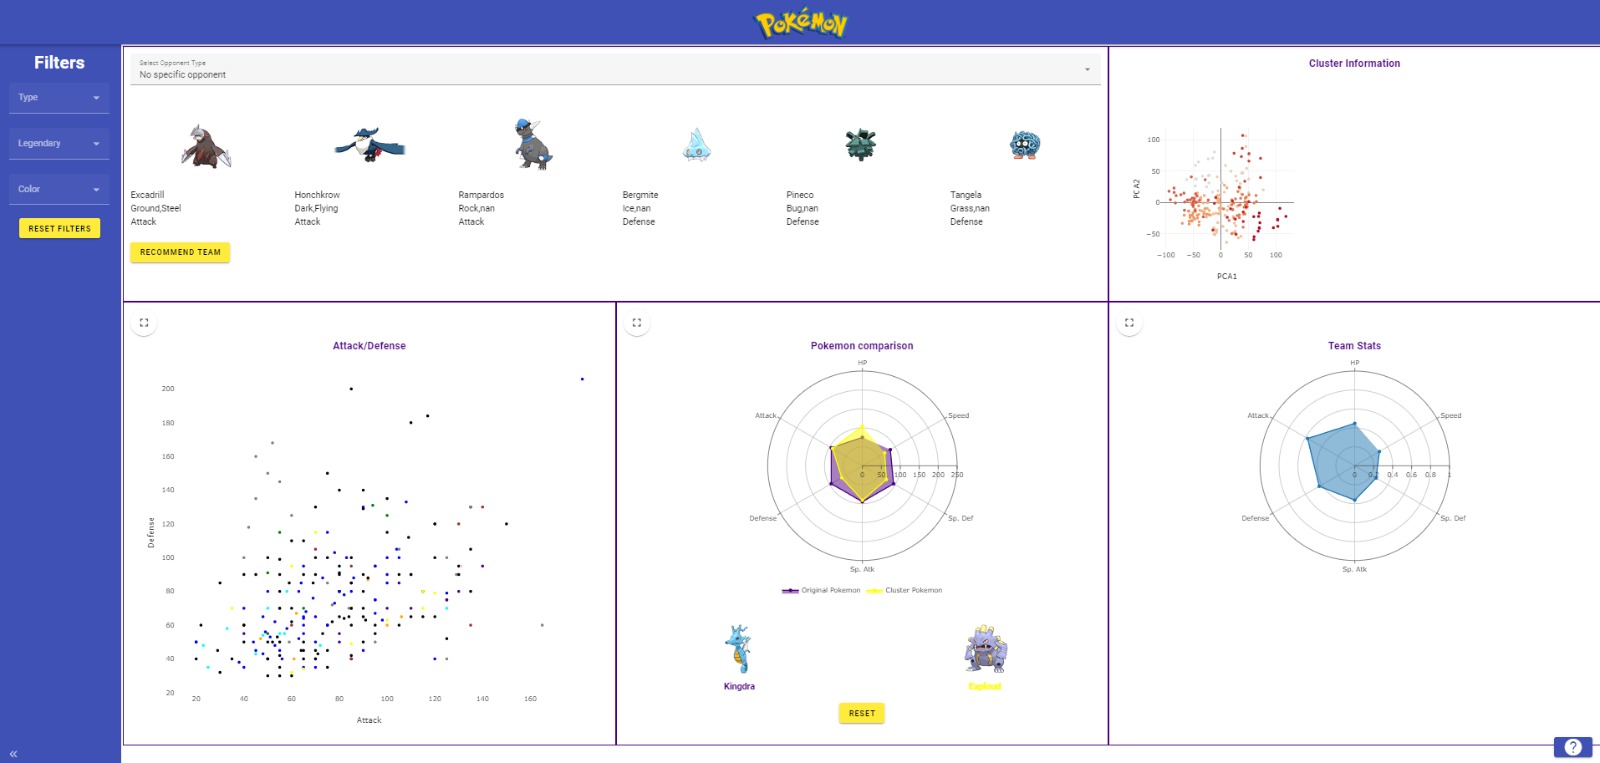 POKéMON
Filters
Type
Legendary
Color
RESET FILTERS
Select Opponent Type
No specific opponent
Excadrill
Ground,Steel
Attack
Honchkrow
Dark,Flying
Attack
Rampardos
Rock,nan
Attack
Bergmite
Ice,nan
Defense
Pineco
Bug,nan
Defense
Tangela
Grass,nan
Defense
RECOMMEND TEAM
Cluster Information
PCA2
100
50
0
−50
−100 −50 0 50 100
PCA1
Attack/Defense
Defense
200
180
160
140
120
100
80
60
40
20
20 40 60 80 100 120 140 160
Attack
Pokemon comparison
HP
Attack
Speed
0 50 100 150 200 250
Defense
Sp. Def
Sp. Atk
Original Pokemon Cluster Pokemon
Kingdra
Exploud
RESET
Team Stats
HP
Attack
Speed
0 0.2 0.4 0.6 0.8 1
Defense
Sp. Def
Sp. Atk
«
?